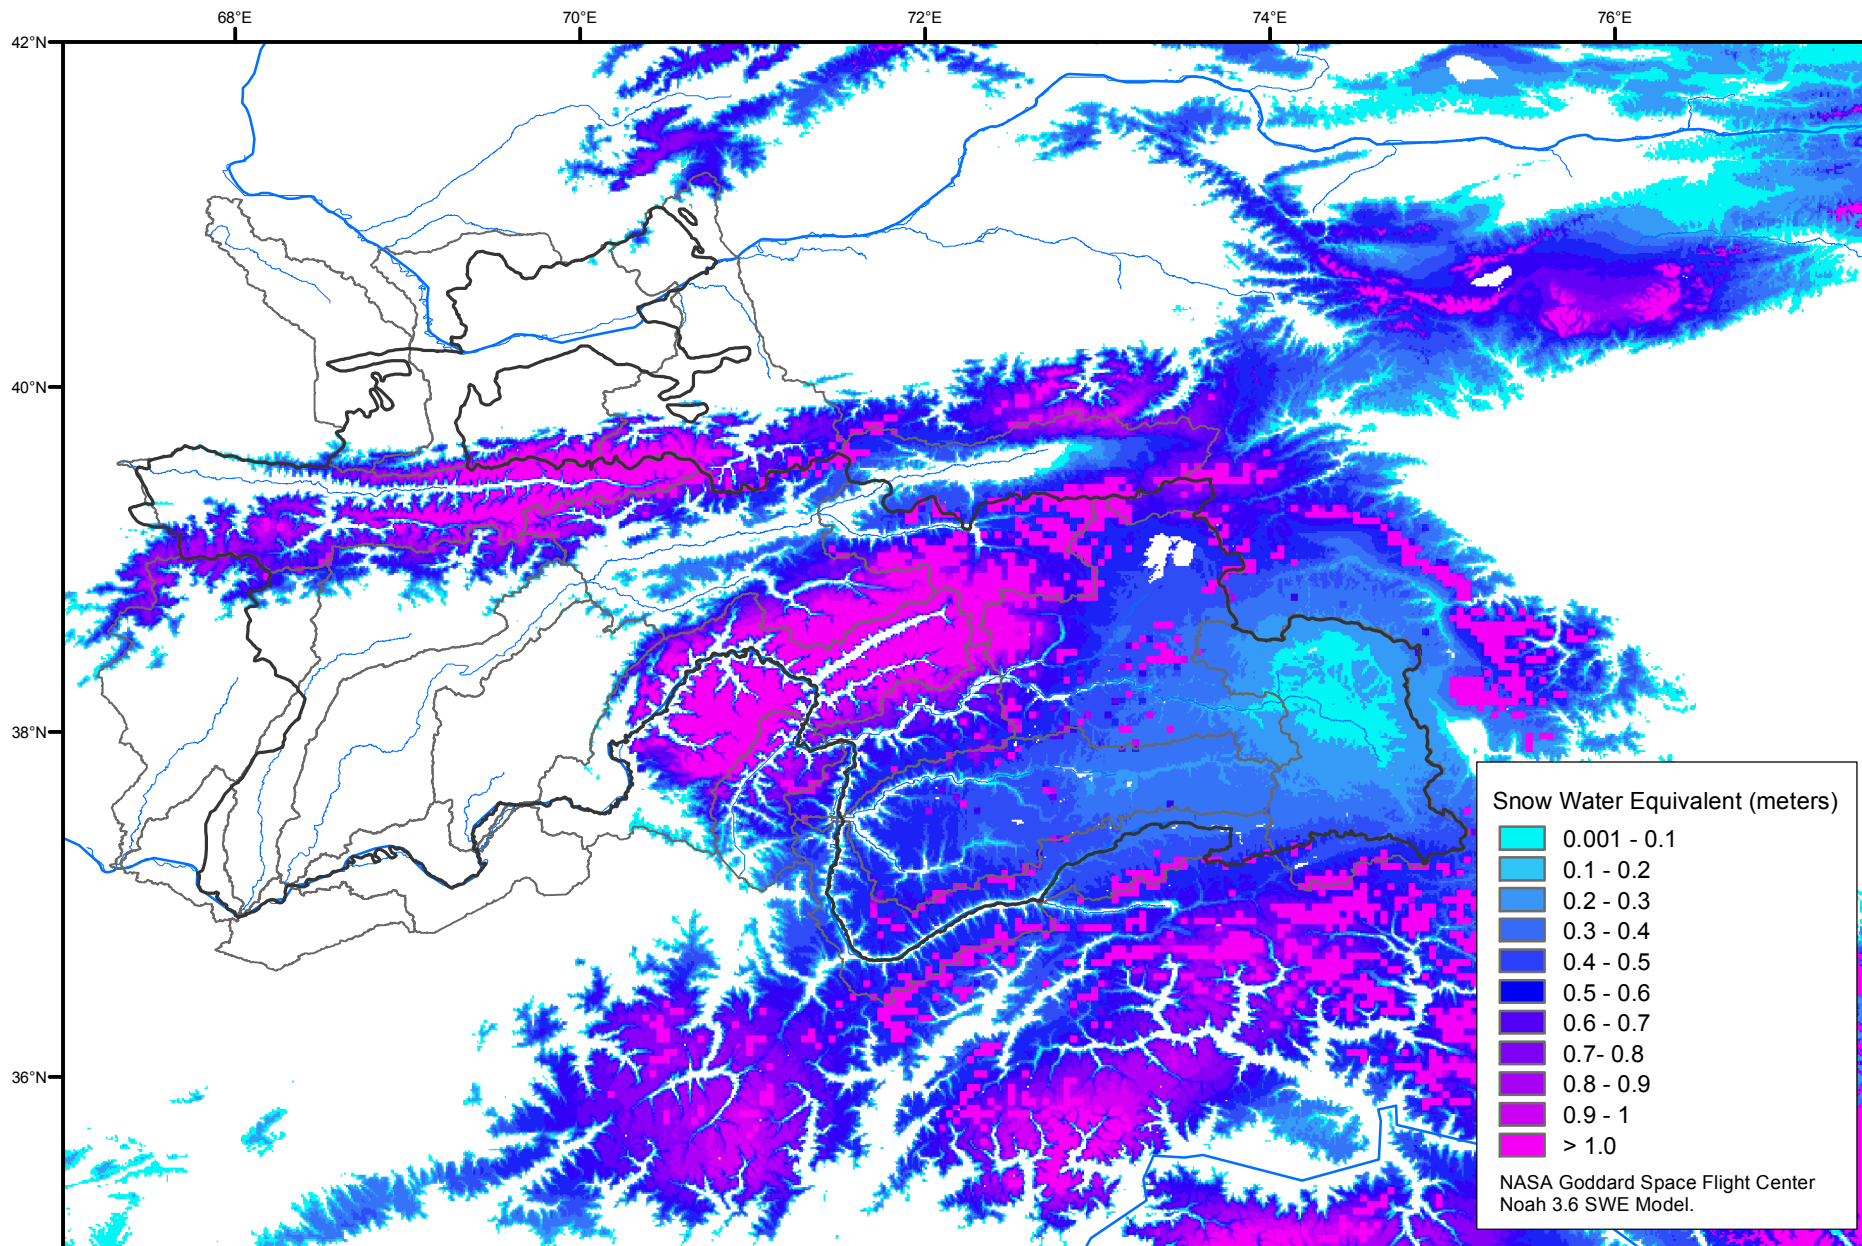 68°E 70°E 72°E 74°E 76°E
42°N
40°N
38°N
36°N
Snow Water Equivalent (meters)
0.001 - 0.1
0.1 - 0.2
0.2 - 0.3
0.3 - 0.4
0.4 - 0.5
0.5 - 0.6
0.6 - 0.7
0.7- 0.8
0.8 - 0.9
0.9 - 1
> 1.0
NASA Goddard Space Flight Center
Noah 3.6 SWE Model.